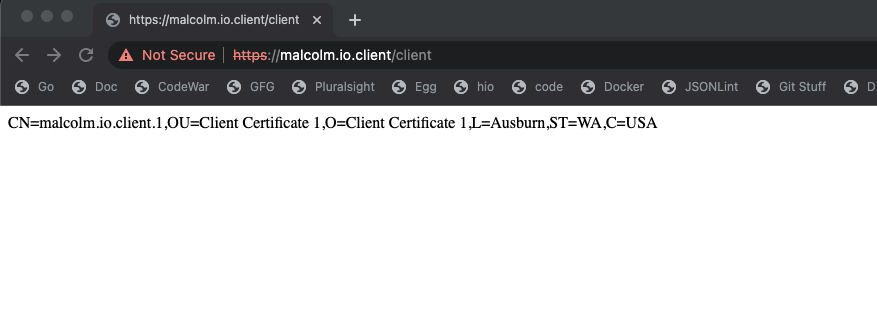 https://malcolm.io.client/client
Not Secure https://malcolm.io.client/client
Go Doc CodeWar GFG Pluralsight Egg hio code Docker JSONLint Git Stuff
CN=malcolm.io.client.1,OU=Client Certificate 1,O=Client Certificate 1,L=Ausburn,ST=WA,C=USA